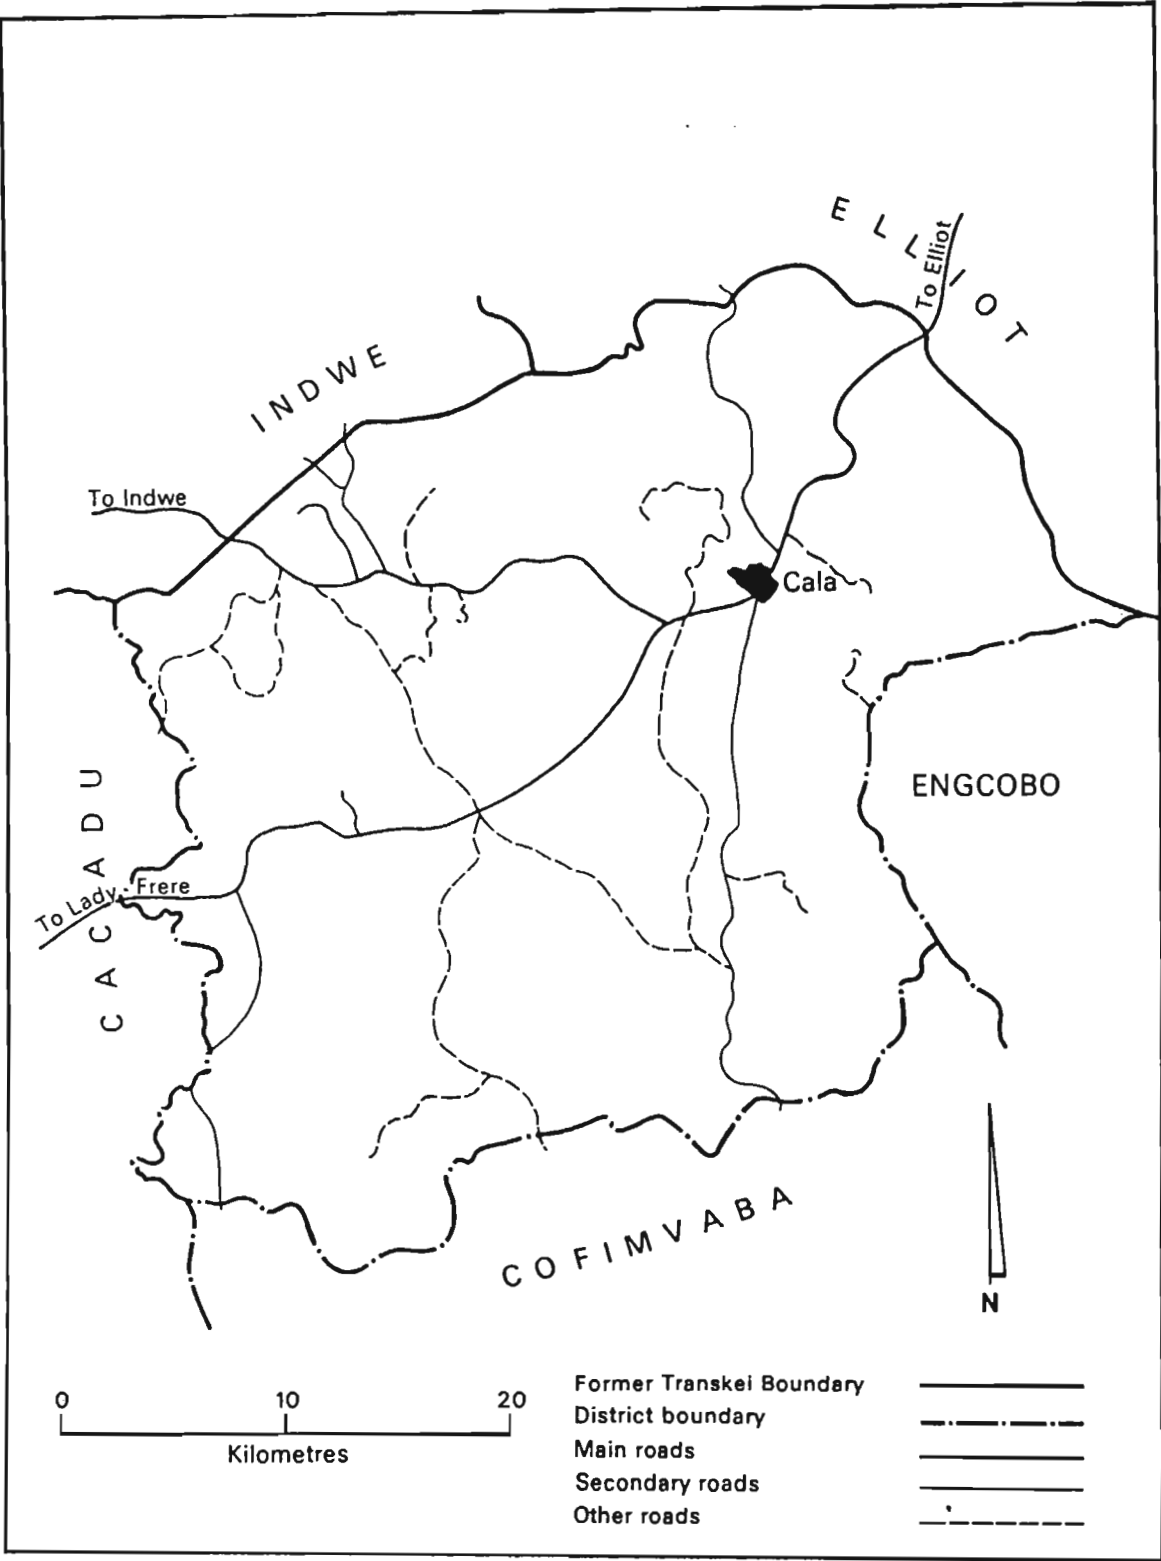 ELLIOT
To Elliot
INDWE
To Indwe
Cala
ENGCOBO
CACADU
To Lady Frere
COFIMVABA
N
0 10 20
Kilometres
Former Transkei Boundary
District boundary
Main roads
Secondary roads
Other roads